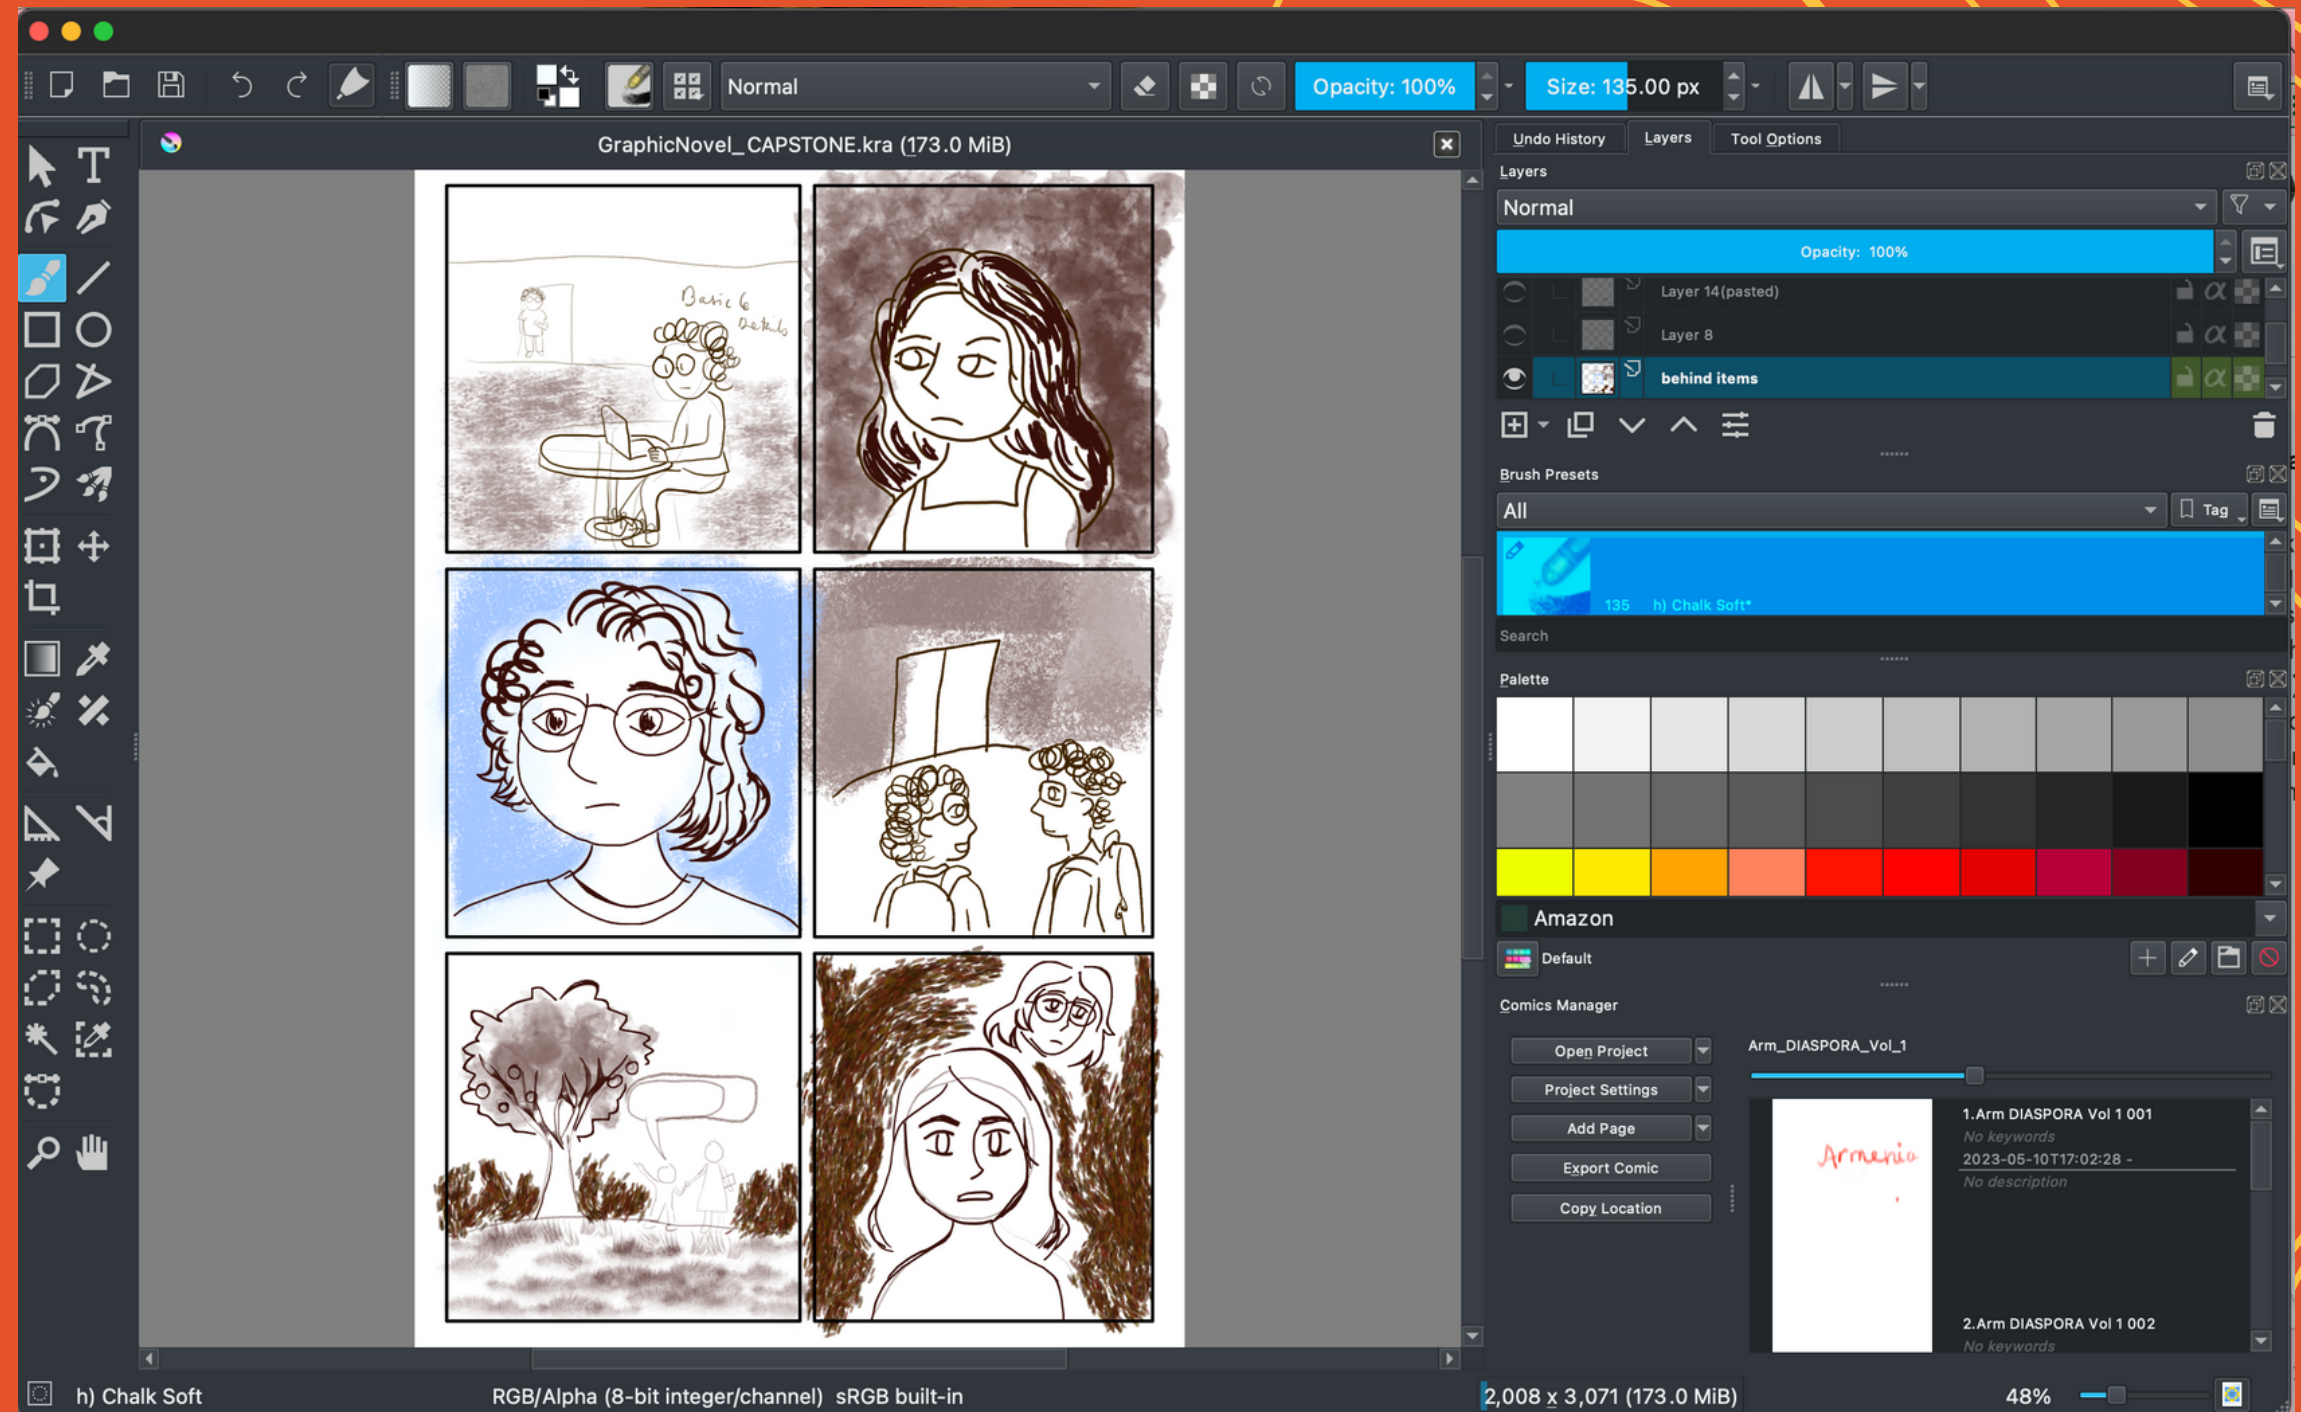 Normal
Opacity: 100%
Size: 135.00 px
GraphicNovel_CAPSTONE.kra (173.0 MiB)
Undo History
Layers
Tool Options
Layers
Normal
Opacity: 100%
Layer 14(pasted)
Layer 8
behind items
Brush Presets
All
Tag
135 h) Chalk Soft*
Search
Palette
Amazon
Default
Comics Manager
Open Project
Project Settings
Add Page
Export Comic
Copy Location
Arm_DIASPORA_Vol_1
Armenia
1.Arm DIASPORA Vol 1 001
No keywords
2023-05-10T17:02:28 -
No description
2.Arm DIASPORA Vol 1 002
No keywords
Basic
Details
h) Chalk Soft
RGB/Alpha (8-bit integer/channel) sRGB built-in
2,008 x 3,071 (173.0 MiB)
48%